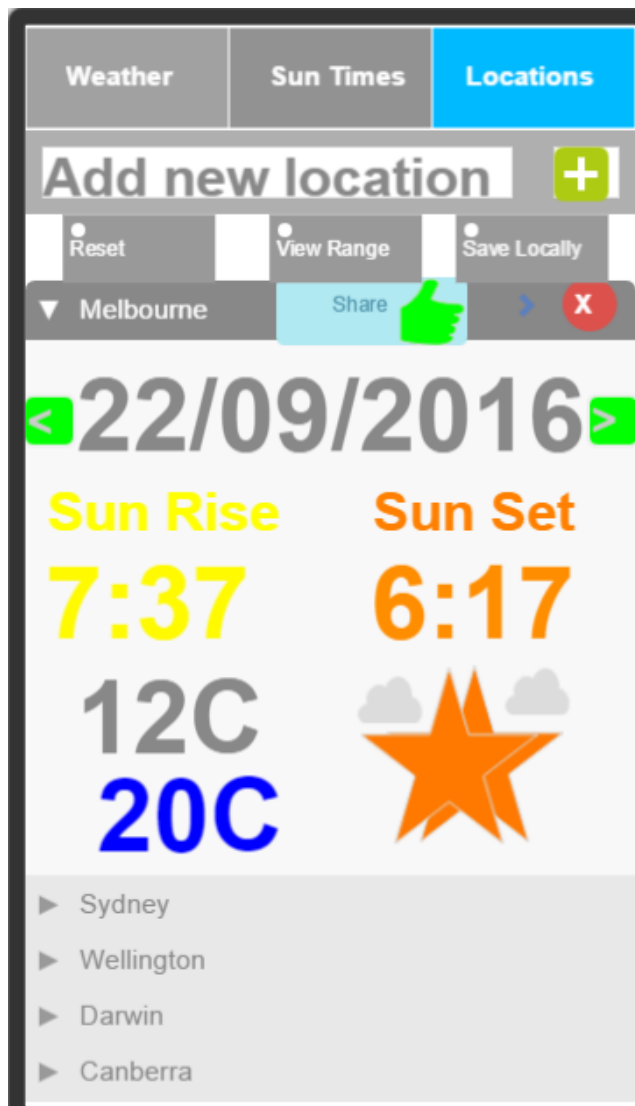 Weather Sun Times Locations
Add new location +
Reset View Range Save Locally
▼ Melbourne Share > X
< 22/09/2016 >
Sun Rise Sun Set
7:37 6:17
12C
20C
► Sydney
► Wellington
► Darwin
► Canberra